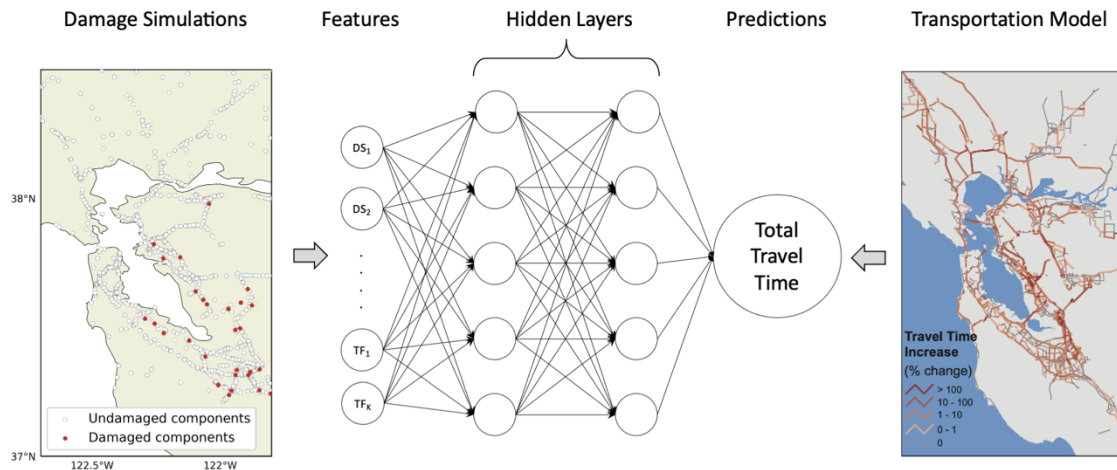 Damage Simulations
Features
Hidden Layers
Predictions
Transportation Model
38°N
37°N
122.5°W
122°W
Undamaged components
Damaged components
DS₁
DS₂
TF₁
TFₖ
Total
Travel
Time
Travel Time
Increase
(% change)
> 100
10 - 100
1 - 10
0 - 1
0